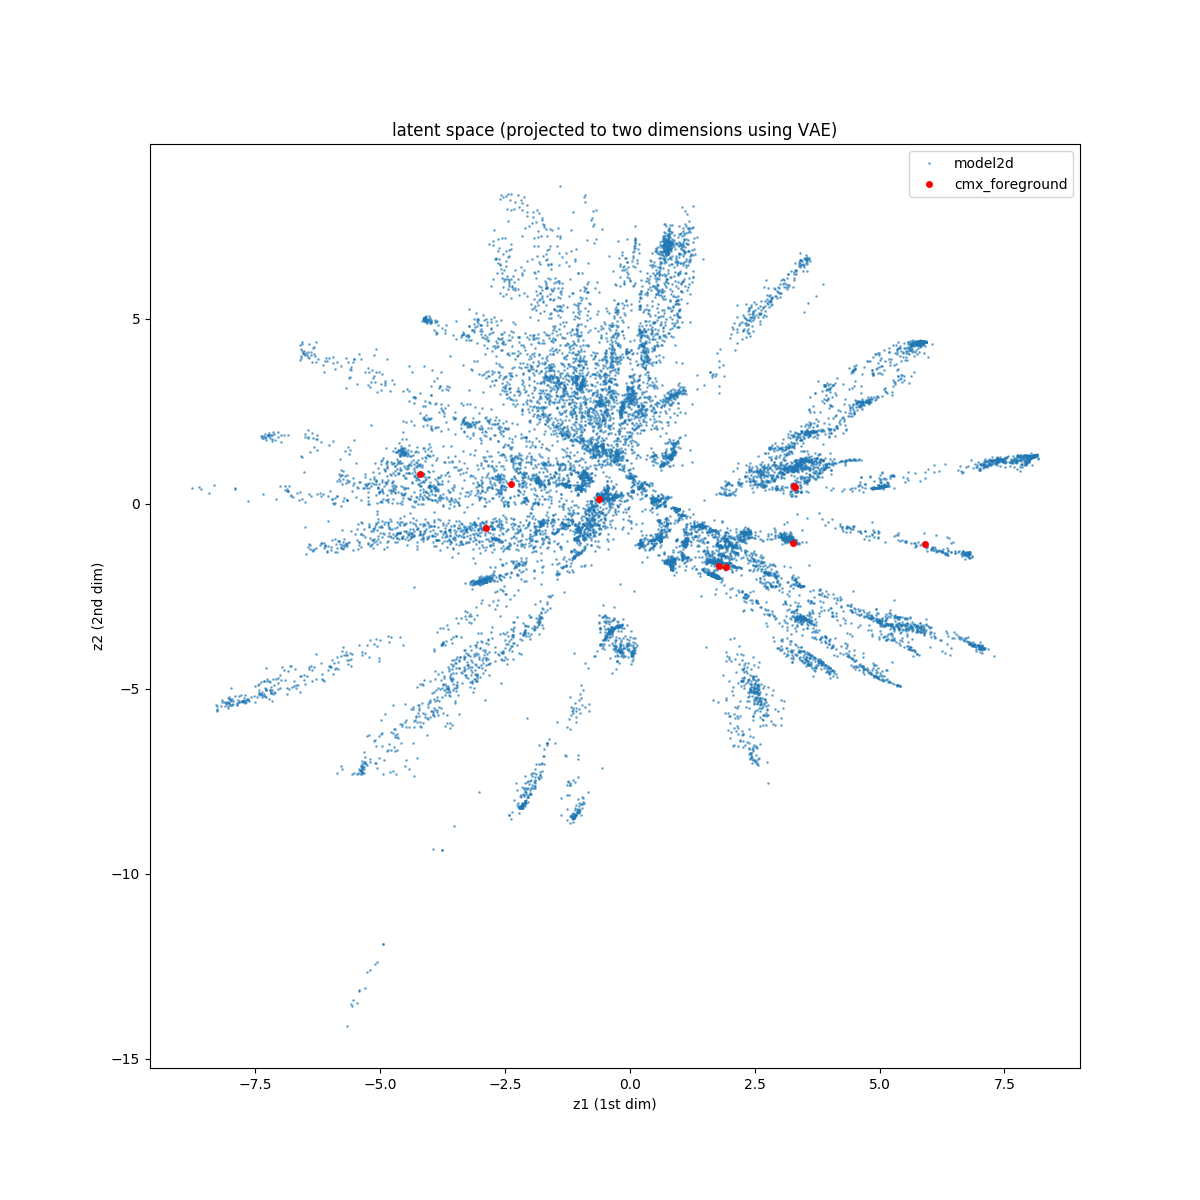 latent space (projected to two dimensions using VAE)
model2d
cmx_foreground
z2 (2nd dim)
5
0
−5
−10
−15
−7.5 −5.0 −2.5 0.0 2.5 5.0 7.5
z1 (1st dim)